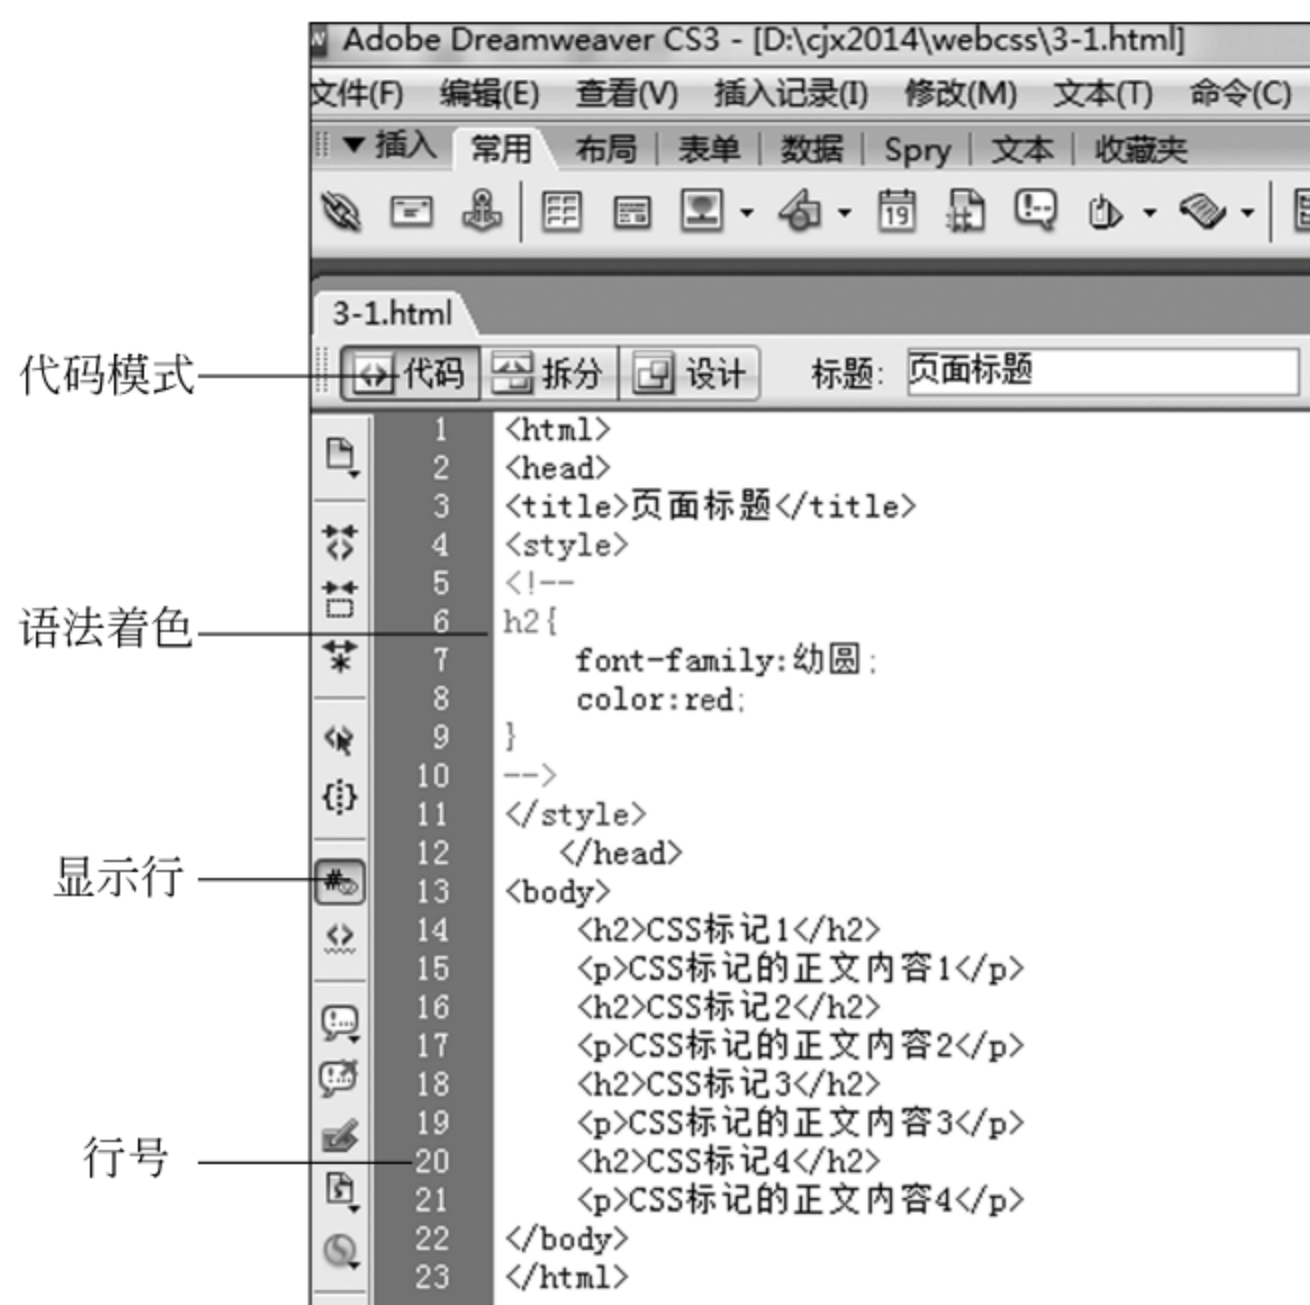 Adobe Dreamweaver CS3 - [D:\cjx2014\webcss\3-1.html]
文件(F) 编辑(E) 查看(V) 插入记录(I) 修改(M) 文本(T) 命令(C)
▼ 插入 常用 布局 表单 数据 Spry 文本 收藏夹
19
3-1.html
代码模式 代码 拆分 设计 标题: 页面标题
1 <html>
2 <head>
3 <title>页面标题</title>
4 <style>
5 <!--
语法着色
6 h2{
7 font-family:幼圆;
8 color:red;
9 }
10 -->
11 </style>
12 </head>
显示行
13 <body>
14 <h2>CSS标记1</h2>
15 <p>CSS标记的正文内容1</p>
16 <h2>CSS标记2</h2>
17 <p>CSS标记的正文内容2</p>
18 <h2>CSS标记3</h2>
19 <p>CSS标记的正文内容3</p>
行号
20 <h2>CSS标记4</h2>
21 <p>CSS标记的正文内容4</p>
22 </body>
23 </html>